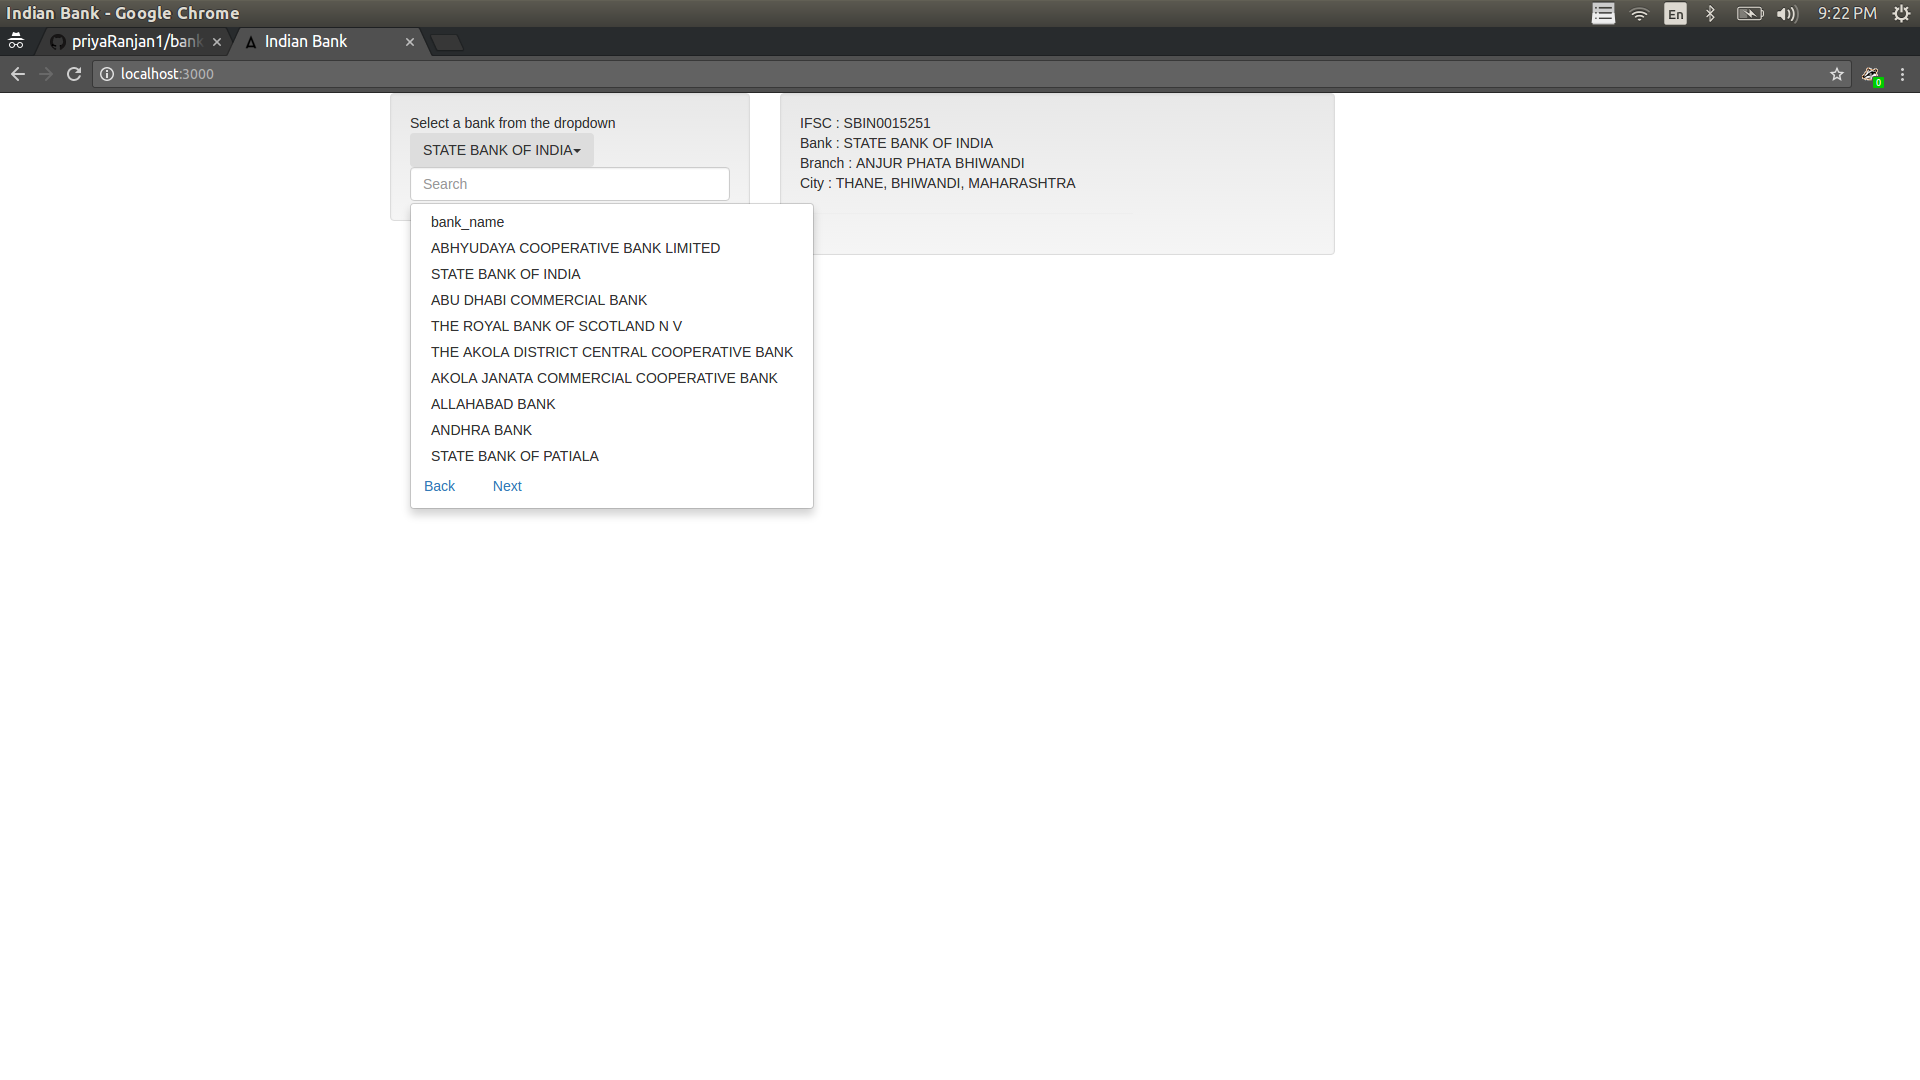 Indian Bank - Google Chrome
En
9:22 PM
priyaRanjan1/bank
Indian Bank
localhost:3000
0
Select a bank from the dropdown
STATE BANK OF INDIA
Search
bank_name
ABHYUDAYA COOPERATIVE BANK LIMITED
STATE BANK OF INDIA
ABU DHABI COMMERCIAL BANK
THE ROYAL BANK OF SCOTLAND N V
THE AKOLA DISTRICT CENTRAL COOPERATIVE BANK
AKOLA JANATA COMMERCIAL COOPERATIVE BANK
ALLAHABAD BANK
ANDHRA BANK
STATE BANK OF PATIALA
Back Next
IFSC : SBIN0015251
Bank : STATE BANK OF INDIA
Branch : ANJUR PHATA BHIWANDI
City : THANE, BHIWANDI, MAHARASHTRA